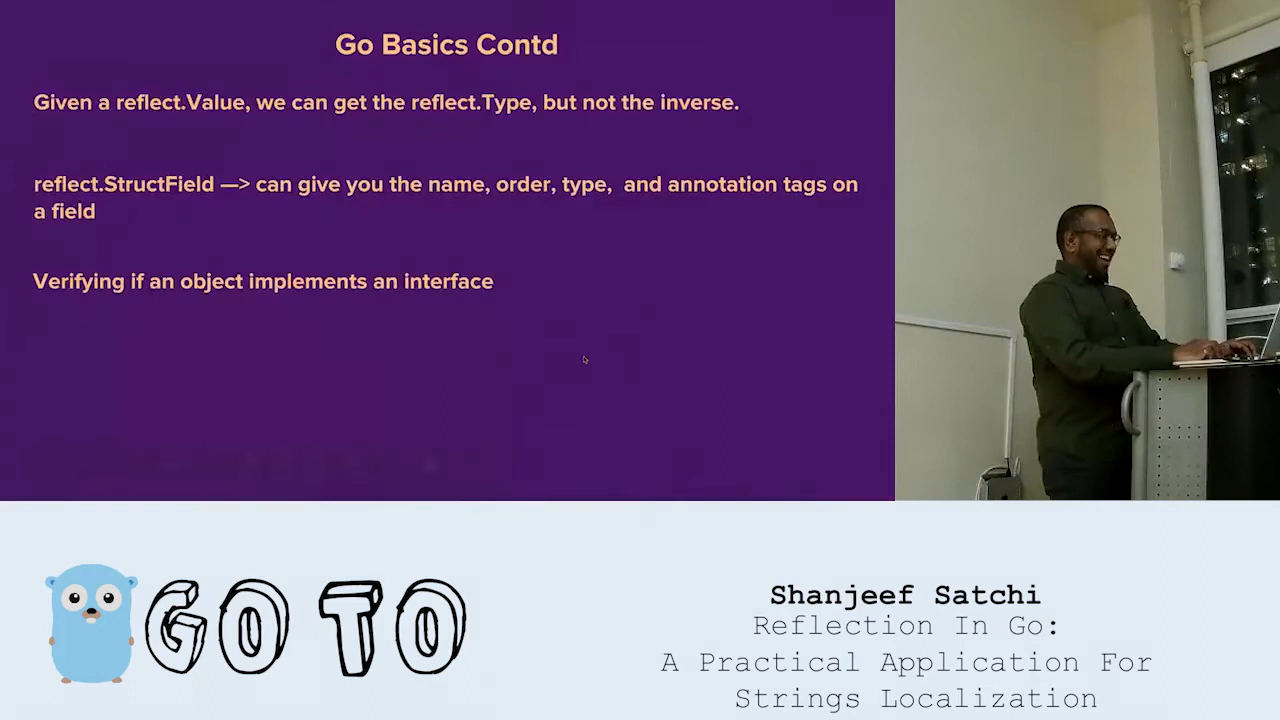 Go Basics Contd
Given a reflect.Value, we can get the reflect.Type, but not the inverse.
reflect.StructField —> can give you the name, order, type,  and annotation tags on
a field
Verifying if an object implements an interface
GO TO
Shanjeef Satchi
Reflection In Go:
A Practical Application For
Strings Localization